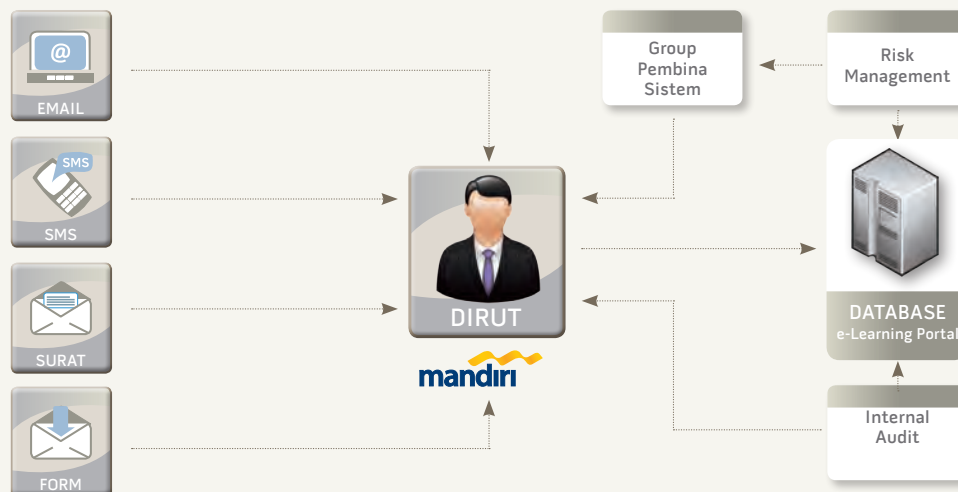 @
EMAIL
SMS
SMS
SURAT
FORM
DIRUT
mandiri
Group
Pembina
Sistem
Risk
Management
DATABASE
e-Learning Portal
Internal
Audit